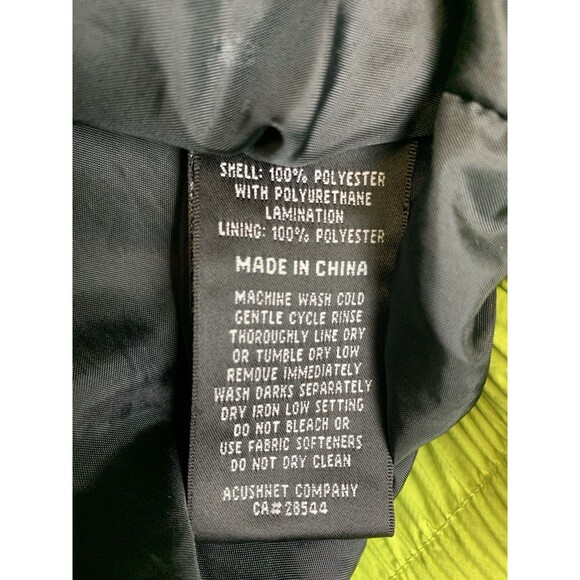 SHELL: 100% POLYESTER
WITH POLYURETHANE
LAMINATION
LINING: 100% POLYESTER
MADE IN CHINA
MACHINE WASH COLD
GENTLE CYCLE RINSE
THOROUGHLY LINE DRY
OR TUMBLE DRY LOW
REMOVE IMMEDIATELY
WASH DARKS SEPARATELY
DRY IRON LOW SETTING
DO NOT BLEACH OR
USE FABRIC SOFTENERS
DO NOT DRY CLEAN
ACUSHNET COMPANY
CA# 28544